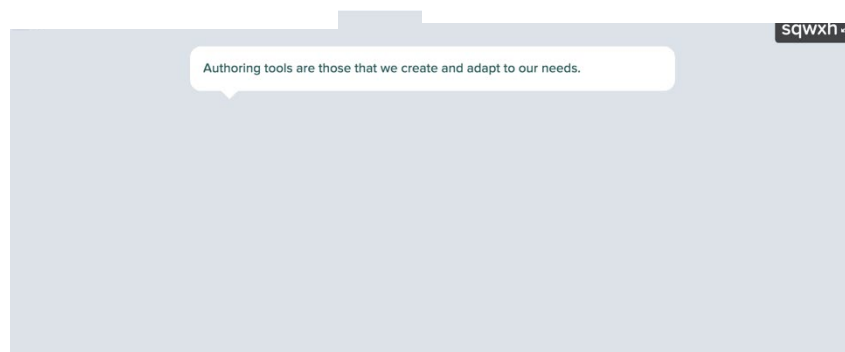 sqwxh
Authoring tools are those that we create and adapt to our needs.